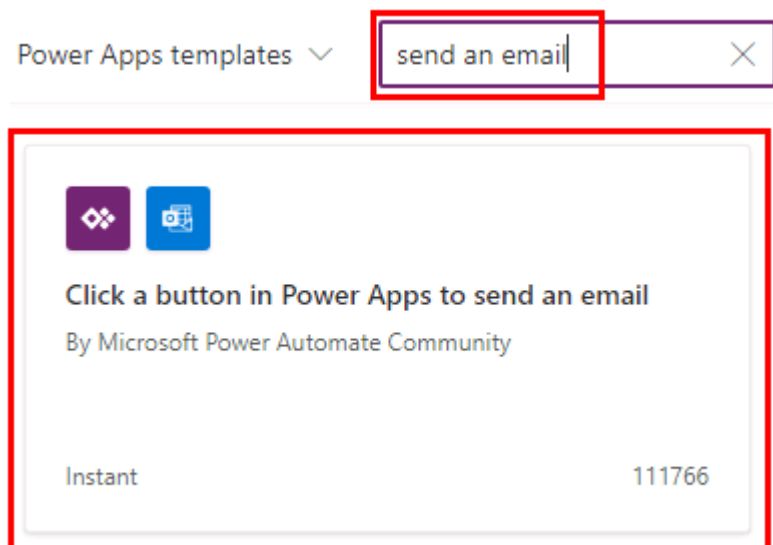 Power Apps templates
send an email
Click a button in Power Apps to send an email
By Microsoft Power Automate Community
Instant 111766